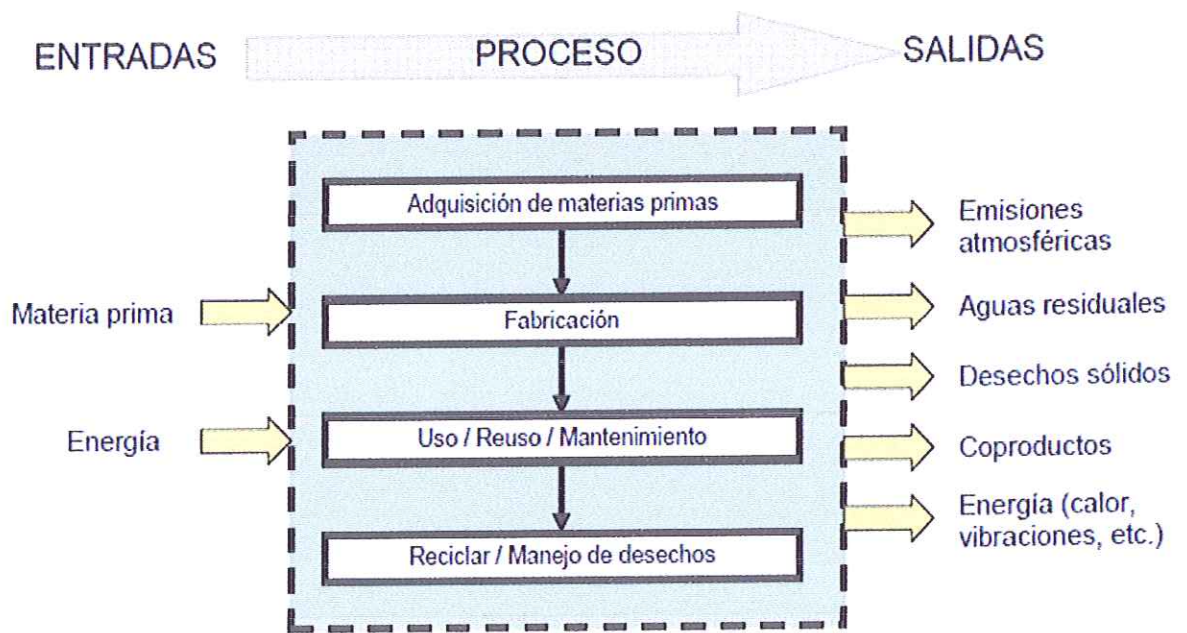 ENTRADAS
PROCESO
SALIDAS
Adquisición de materias primas
Emisiones
atmosféricas
Materia prima
Fabricación
Aguas residuales
Desechos sólidos
Energía
Uso / Reuso / Mantenimiento
Coproductos
Energía (calor,
vibraciones, etc.)
Reciclar / Manejo de desechos